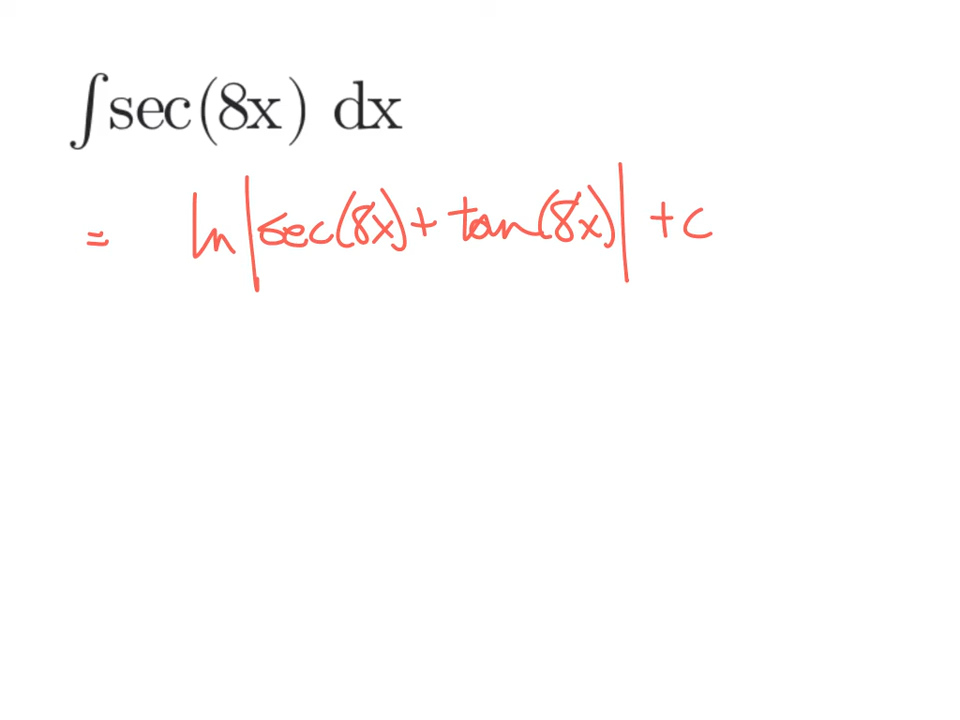 ∫sec(8x) dx
= ln|sec(8x)+tan(8x)|+c